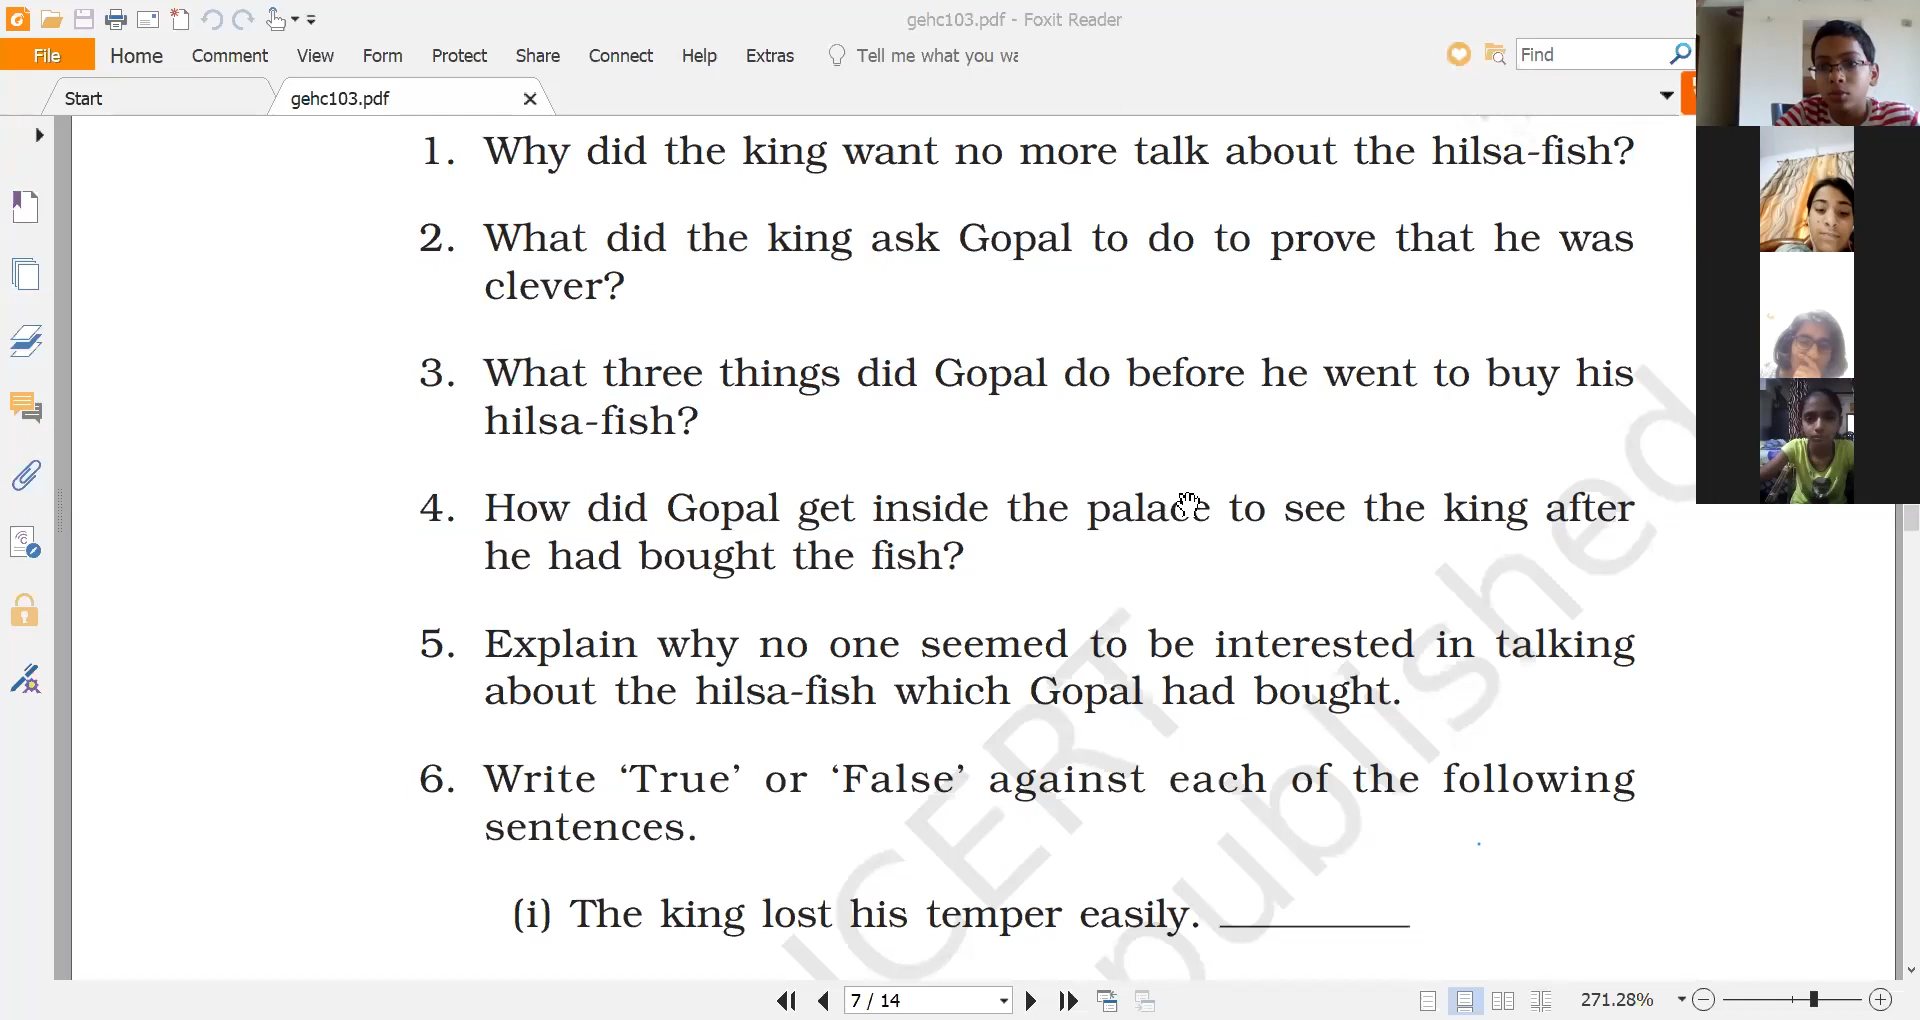 gehc103.pdf - Foxit Reader
File Home Comment View Form Protect Share Connect Help Extras Tell me what you wa Find
Start gehc103.pdf
1. Why did the king want no more talk about the hilsa-fish?
2. What did the king ask Gopal to do to prove that he was
clever?
3. What three things did Gopal do before he went to buy his
hilsa-fish?
4. How did Gopal get inside the palace to see the king after
he had bought the fish?
5. Explain why no one seemed to be interested in talking
about the hilsa-fish which Gopal had bought.
6. Write ‘True’ or ‘False’ against each of the following
sentences.
(i) The king lost his temper easily.
NCERT
published
7 / 14 271.28%